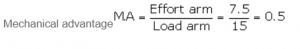 Mechanical advantage MA = Effort arm / Load arm = 7.5 / 15 = 0.5